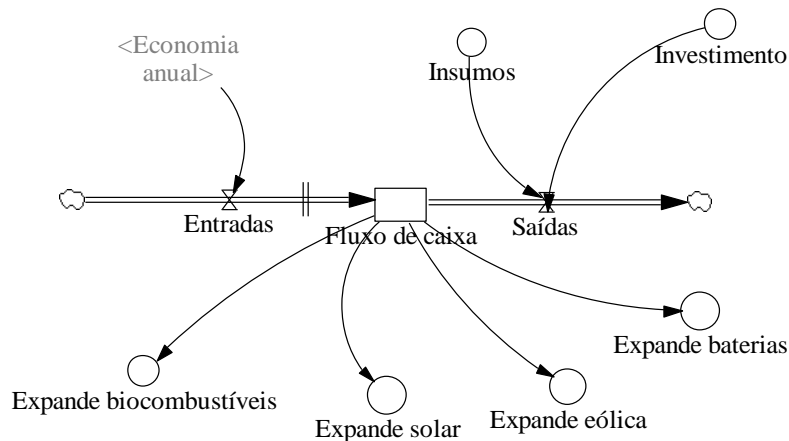 <Economia
anual>
Insumos
Investimento
Entradas
Fluxo de caixa
Saídas
Expande baterias
Expande biocombustíveis
Expande solar
Expande eólica